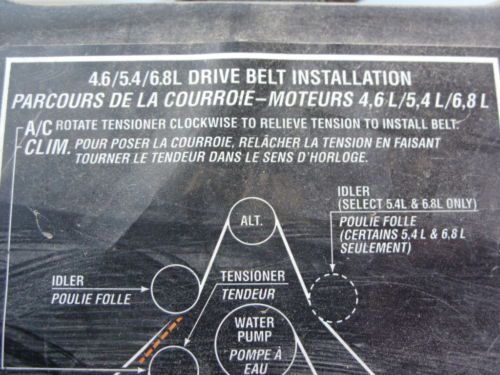 4.6/5.4/6.8L DRIVE BELT INSTALLATION
PARCOURS DE LA COURROIE–MOTEURS 4,6 L/5,4 L/6,8 L
A/C ROTATE TENSIONER CLOCKWISE TO RELIEVE TENSION TO INSTALL BELT.
CLIM. POUR POSER LA COURROIE, RELÂCHER LA TENSION EN FAISANT
TOURNER LE TENDEUR DANS LE SENS D'HORLOGE.
IDLER
(SELECT 5.4L & 6.8L ONLY)
POULIE FOLLE
(CERTAINS 5,4 L & 6,8 L
SEULEMENT)
ALT.
IDLER
POULIE FOLLE
TENSIONER
TENDEUR
WATER
PUMP
POMPE À
EAU